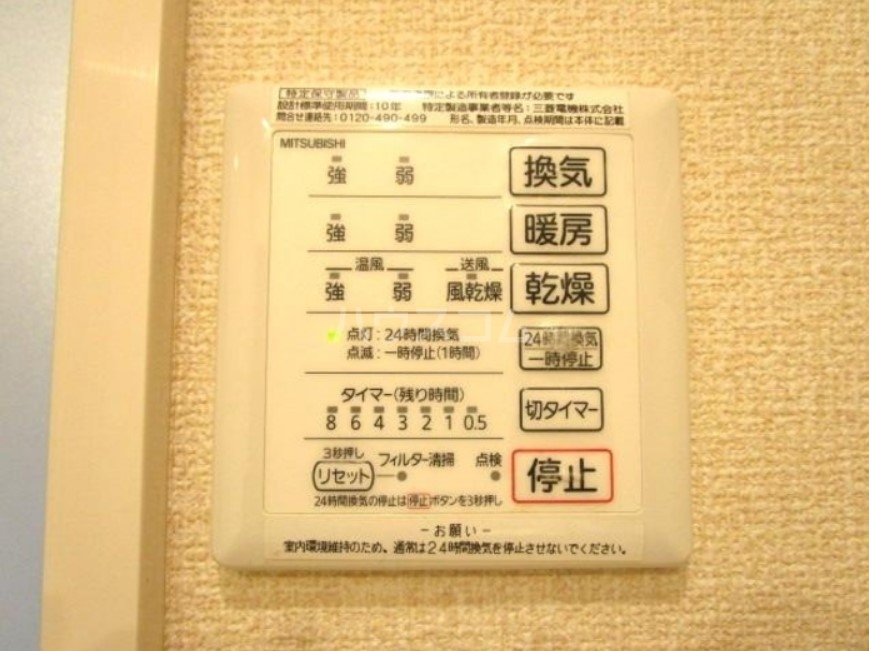 特定保守製品 による所有者登録が必要です
設計標準使用期間:10年 特定製造事業者等名:三菱電機株式会社
問合せ連絡先:0120-490-499 形名、製造年月、点検期間は本体に記載
MITSUBISHI
強 弱 換気
強 弱 暖房
温風 送風
強 弱 風乾燥 乾燥
点灯:24時間換気
点滅:一時停止(1時間)
24時間換気
一時停止
タイマー(残り時間)
8 6 4 3 2 1 0.5
切タイマー
3秒押し
リセット フィルター清掃 点検
停止
24時間換気の停止は停止ボタンを3秒押し
-お願い-
室内環境維持のため、通常は24時間換気を停止させないでください。